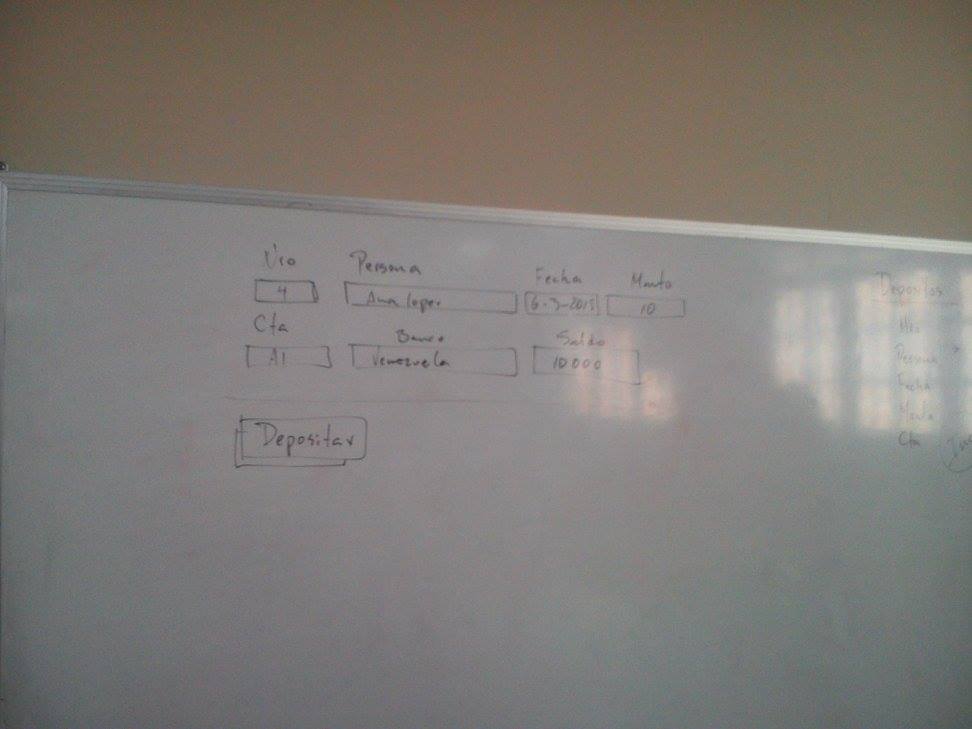 Nro Persona Fecha Monto
4 Ana loper 6-3-2015 10
Cta Banco Saldo
A1 Venezuela 10000
Depositar
Depositos
Nro
Persona
Fecha
Monto
Cta